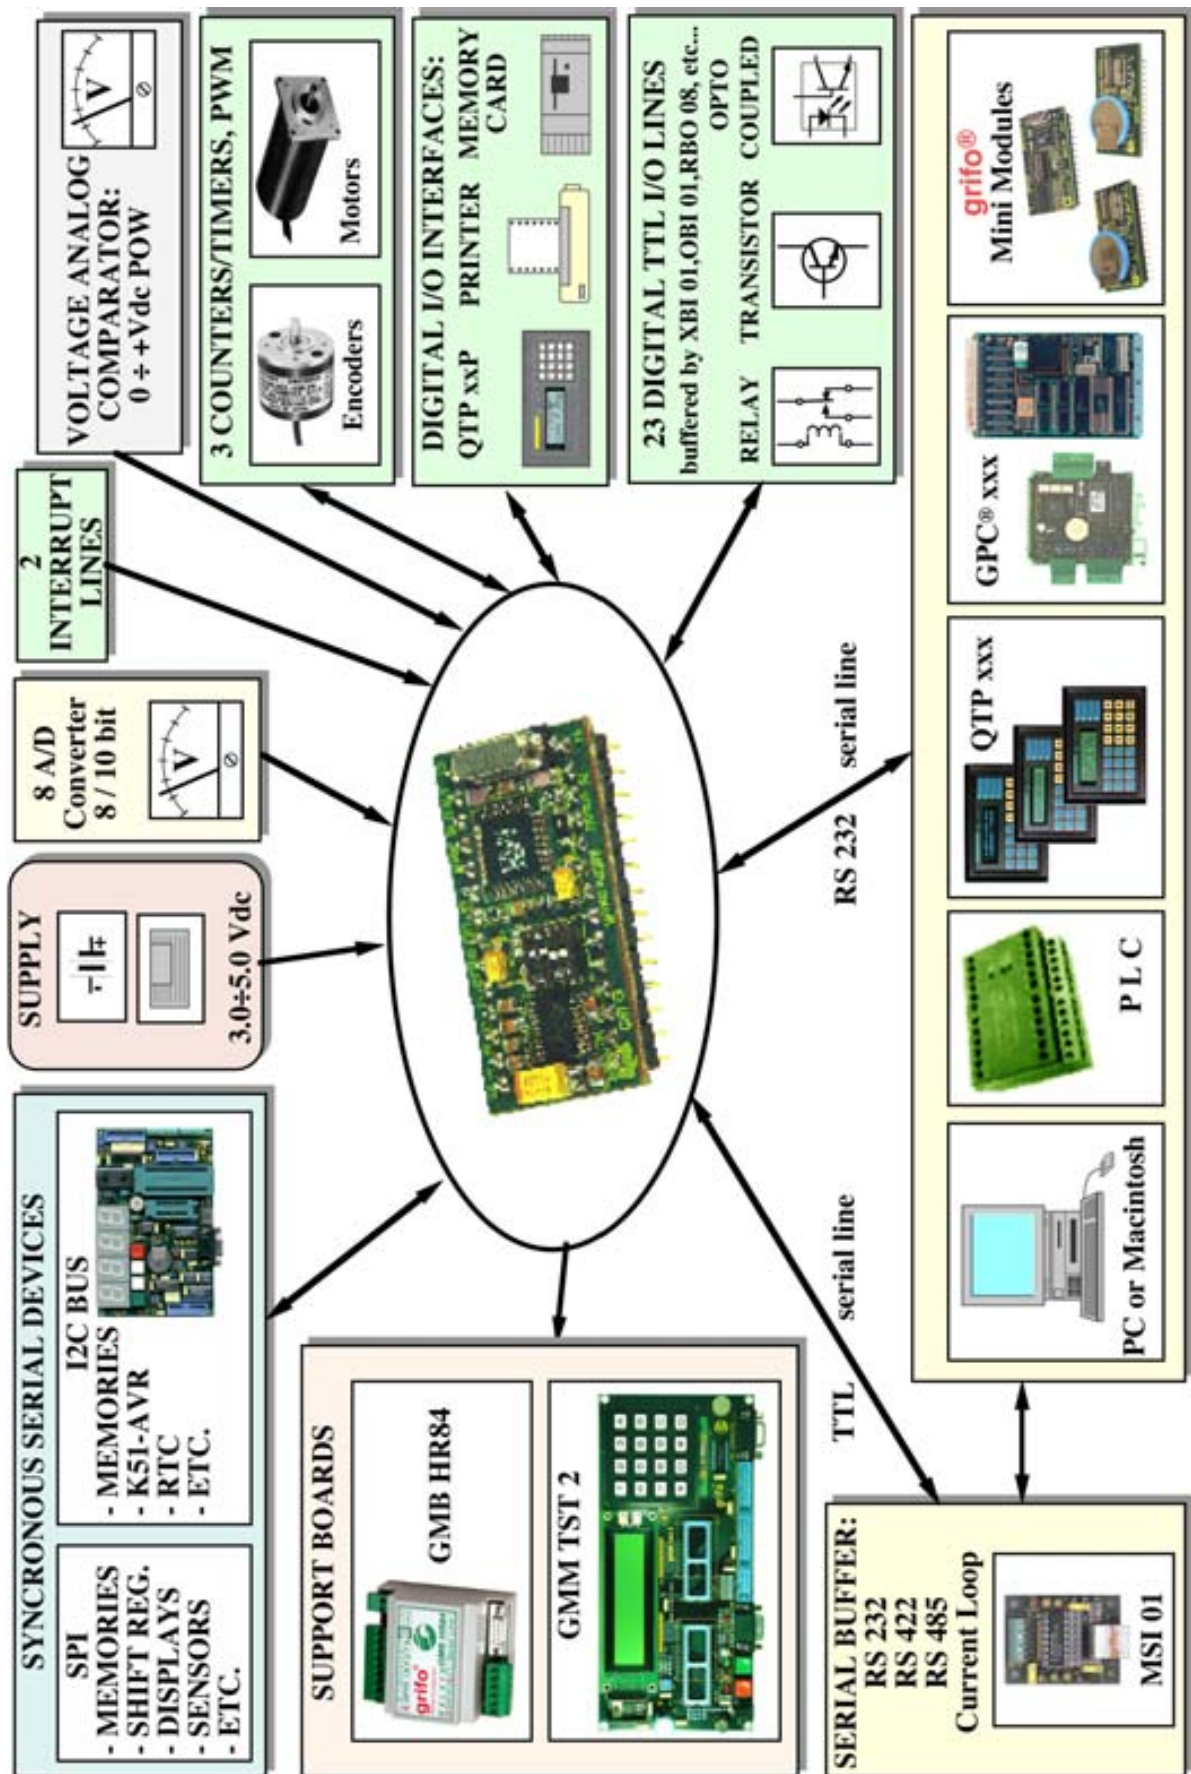 SYNCRONOUS SERIAL DEVICES
SPI
- MEMORIES
- SHIFT REG.
- DISPLAYS
- SENSORS
- ETC.
I2C BUS
- MEMORIES
- K51-AVR
- RTC
- ETC.
SUPPLY
3.0÷5.0 Vdc
8 A/D
Converter
8 / 10 bit
V
2
INTERRUPT
LINES
VOLTAGE ANALOG
COMPARATOR:
0 ÷ +Vdc POW
V
3 COUNTERS/TIMERS, PWM
Encoders
Motors
DIGITAL I/O INTERFACES:
QTP xxP
PRINTER
MEMORY
CARD
23 DIGITAL TTL I/O LINES
buffered by XBI 01,OBI 01,RBO 08, etc...
RELAY
TRANSISTOR
OPTO
COUPLED
SUPPORT BOARDS
GMB HR84
grifo®
GMM TST 2
grifo
TTL serial line
RS 232 serial line
SERIAL BUFFER:
RS 232
RS 422
RS 485
Current Loop
MSI 01
PC or Macintosh
P L C
QTP xxx
GPC® xxx
grifo®
Mini Modules